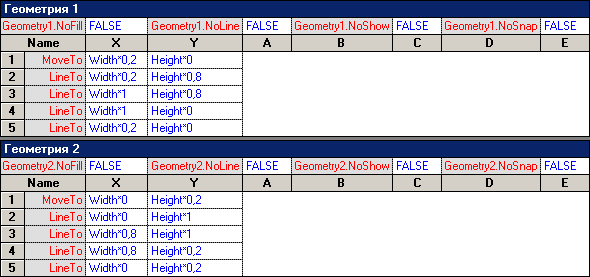 Геометрия 1
Geometry1.NoFill FALSE Geometry1.NoLine FALSE Geometry1.NoShow FALSE Geometry1.NoSnap FALSE
Name X Y A B C D E
1 MoveTo Width*0,2 Height*0
2 LineTo Width*0,2 Height*0,8
3 LineTo Width*1 Height*0,8
4 LineTo Width*1 Height*0
5 LineTo Width*0,2 Height*0
Геометрия 2
Geometry2.NoFill FALSE Geometry2.NoLine FALSE Geometry2.NoShow FALSE Geometry2.NoSnap FALSE
Name X Y A B C D E
1 MoveTo Width*0 Height*0,2
2 LineTo Width*0 Height*1
3 LineTo Width*0,8 Height*1
4 LineTo Width*0,8 Height*0,2
5 LineTo Width*0 Height*0,2